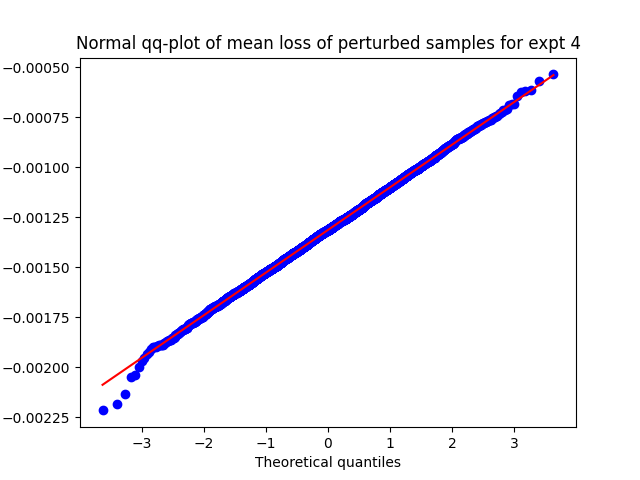 Normal qq-plot of mean loss of perturbed samples for expt 4
−0.00050
−0.00075
−0.00100
−0.00125
−0.00150
−0.00175
−0.00200
−0.00225
−3 −2 −1 0 1 2 3
Theoretical quantiles